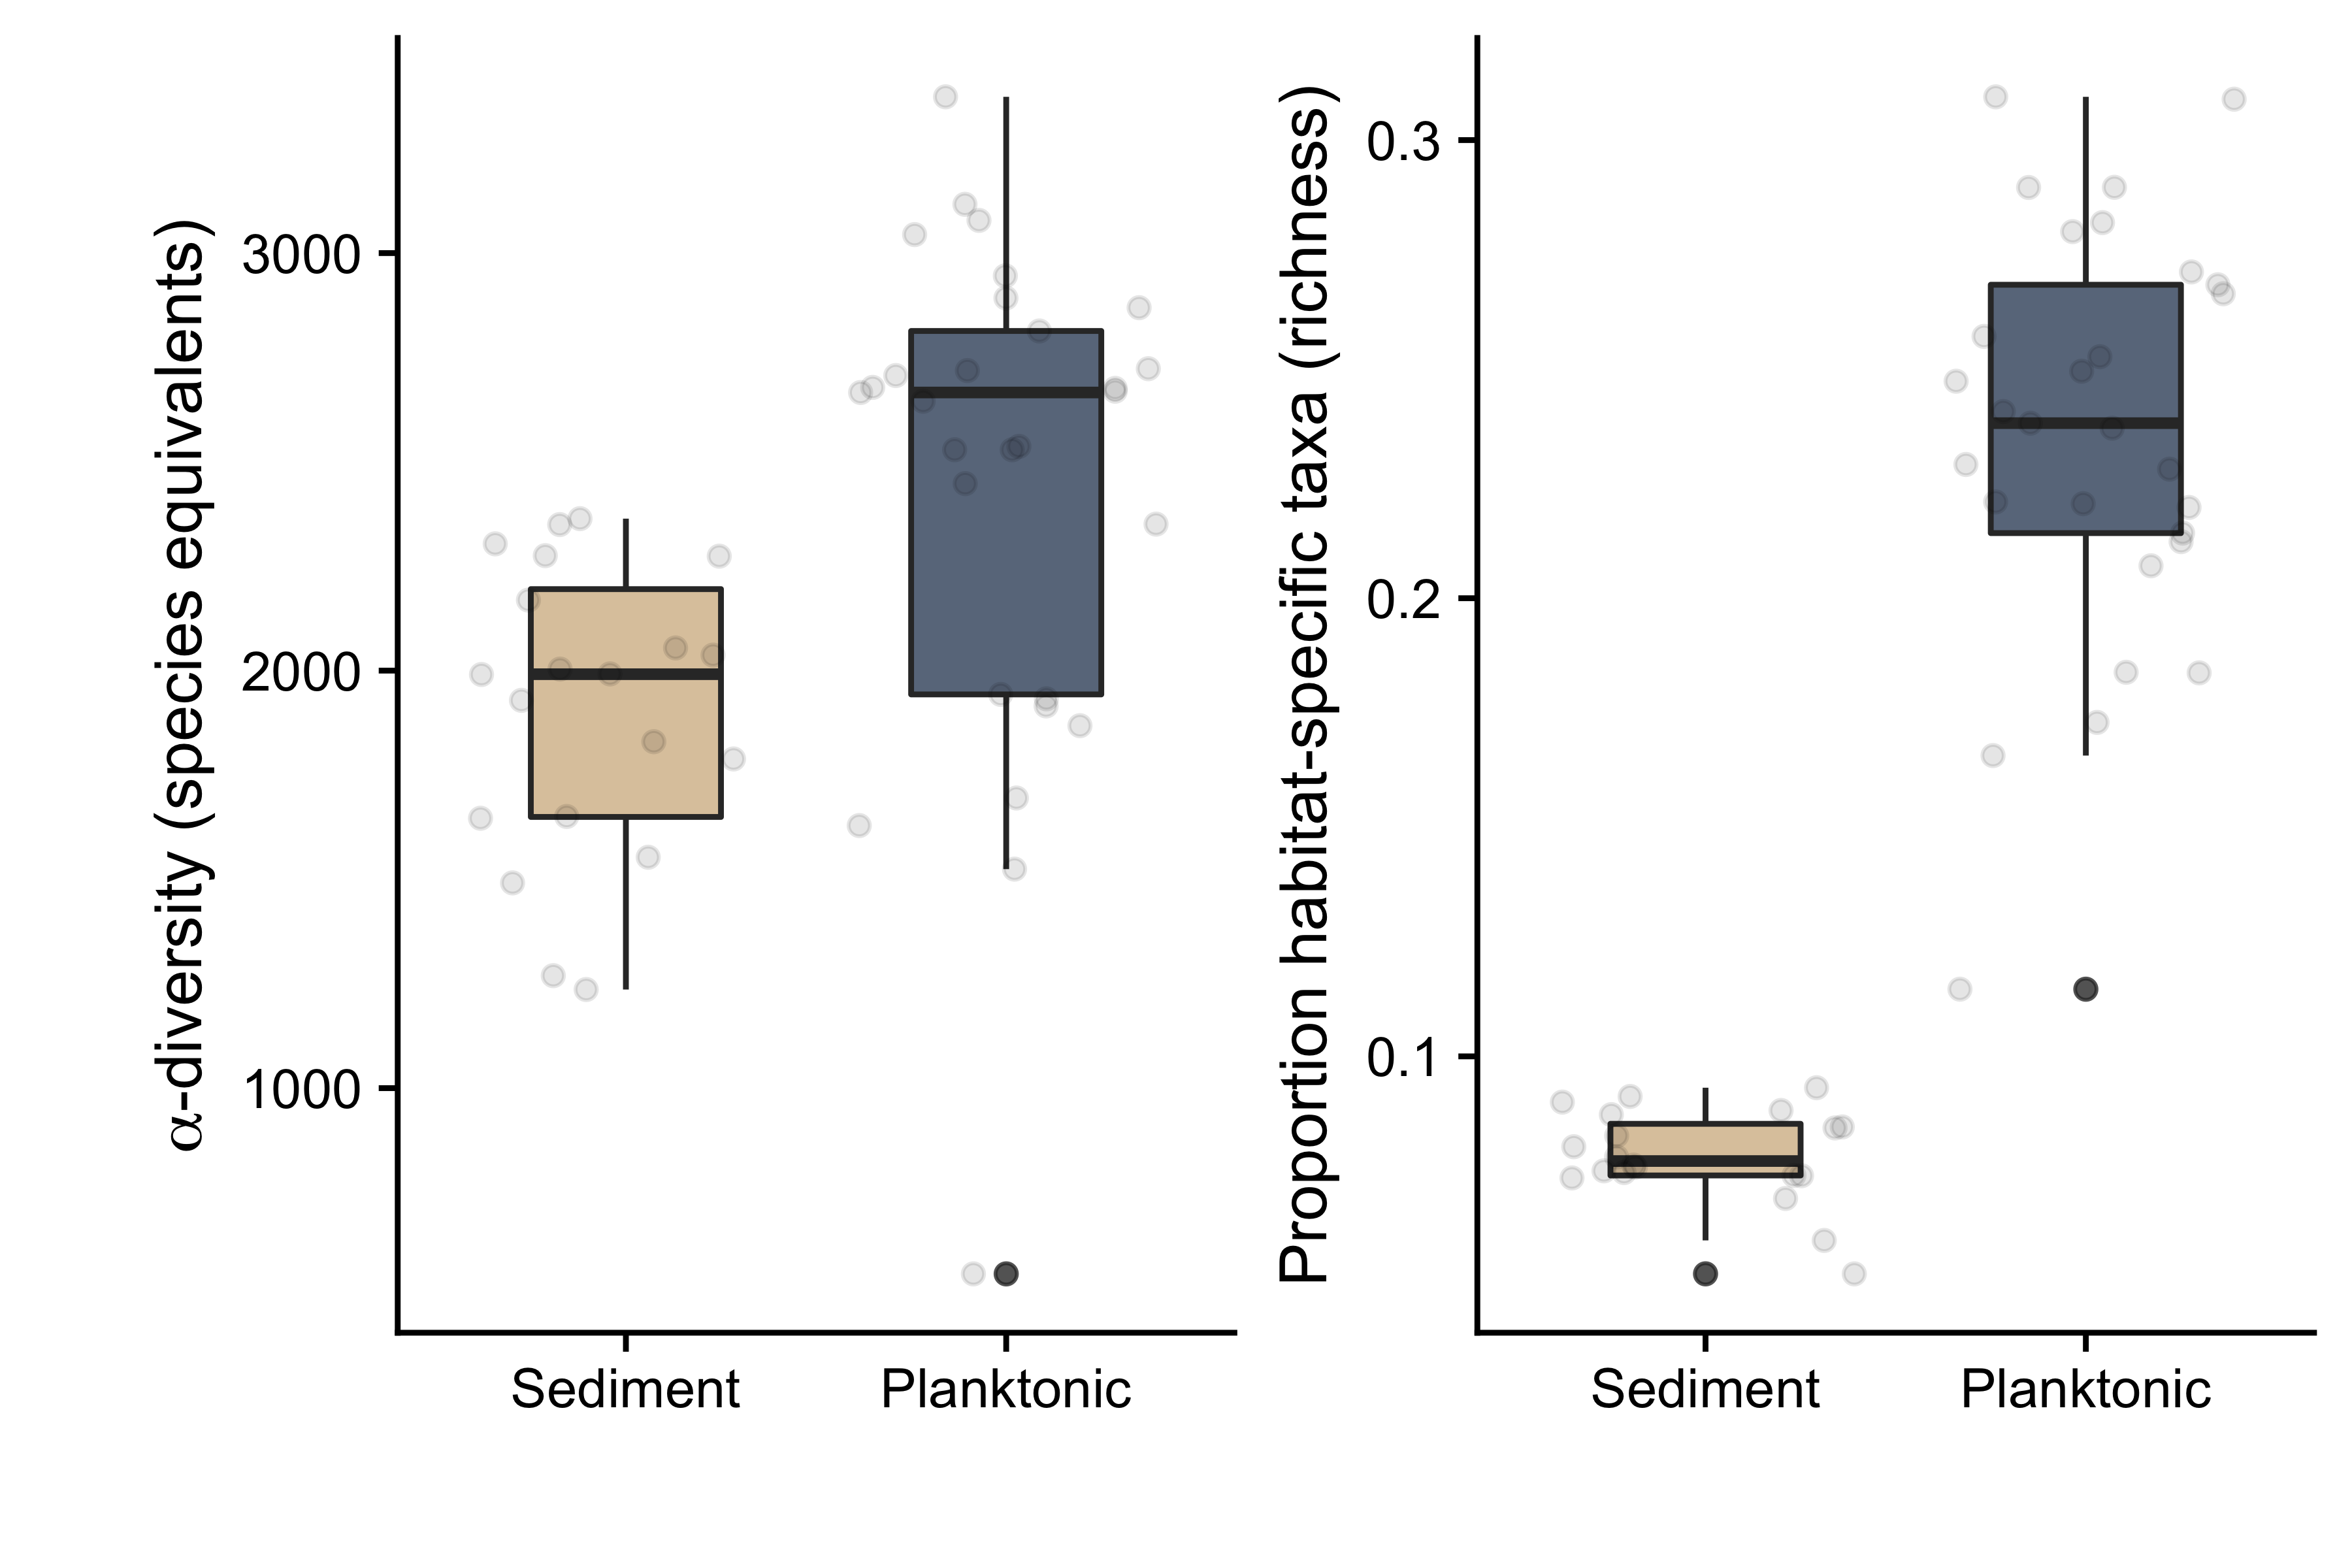 α-diversity (species equivalents)
3000
2000
1000
Sediment
Planktonic
Proportion habitat-specific taxa (richness)
0.3
0.2
0.1
Sediment
Planktonic